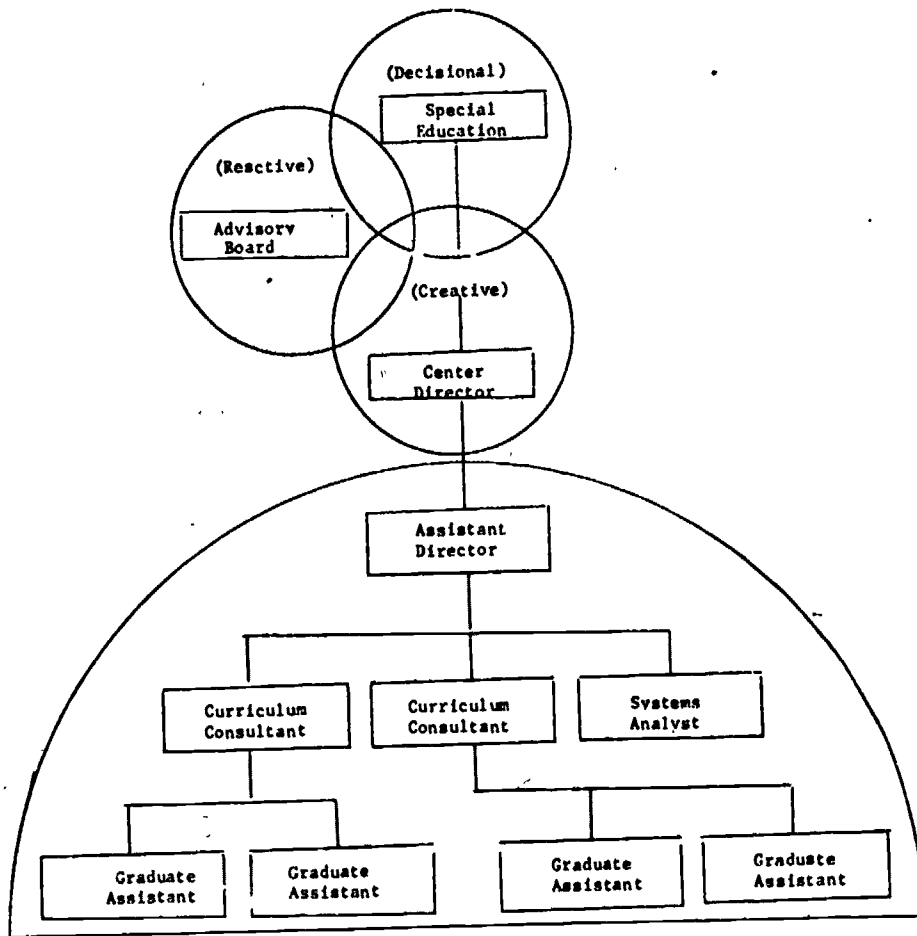 (Decisional)
Special
Education
(Resctive)
Advisory
Board
(Creative)
Center
Director
Assistant
Director
Curriculum
Consultant
Curriculum
Consultant
Systems
Analyst
Graduate
Assistant
Graduate
Assistant
Graduate
Assistant
Graduate
Assistant